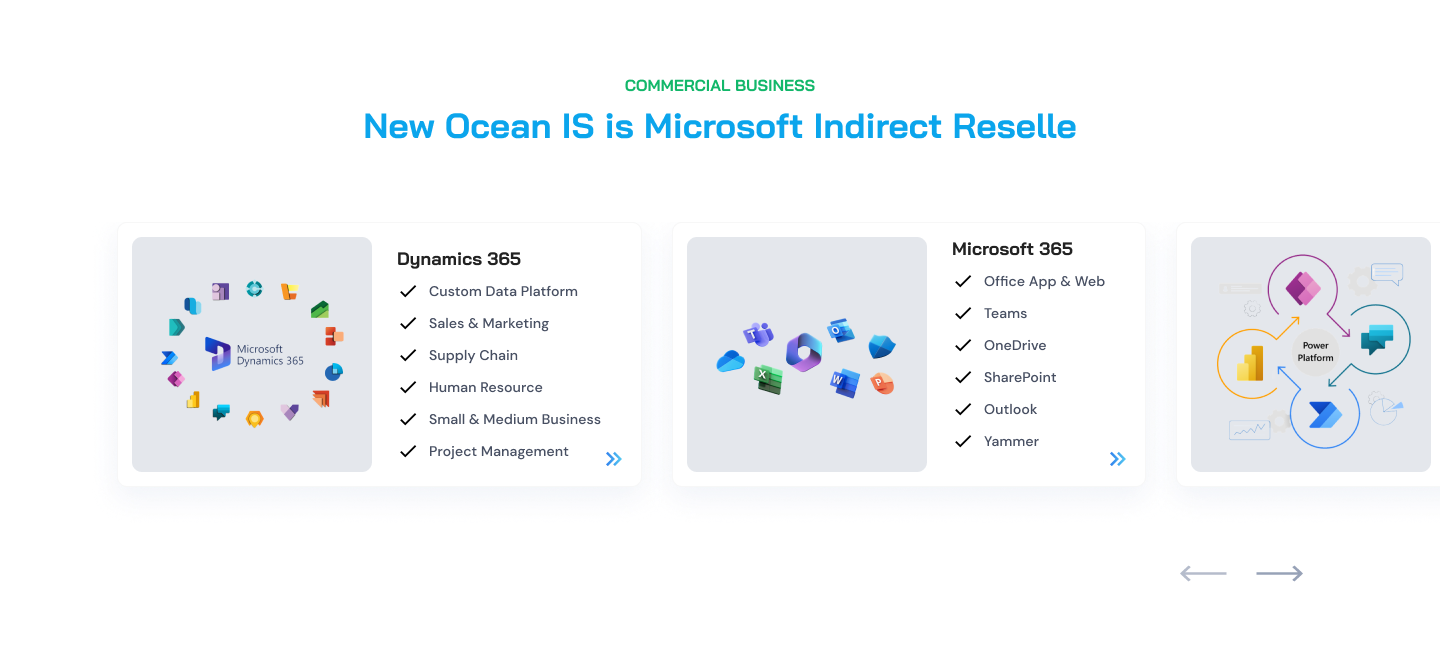 COMMERCIAL BUSINESS
New Ocean IS is Microsoft Indirect Reselle
Microsoft
Dynamics 365
Dynamics 365
Custom Data Platform
Sales & Marketing
Supply Chain
Human Resource
Small & Medium Business
Project Management
T
O
X
W
P
Microsoft 365
Office App & Web
Teams
OneDrive
SharePoint
Outlook
Yammer
Power
Platform